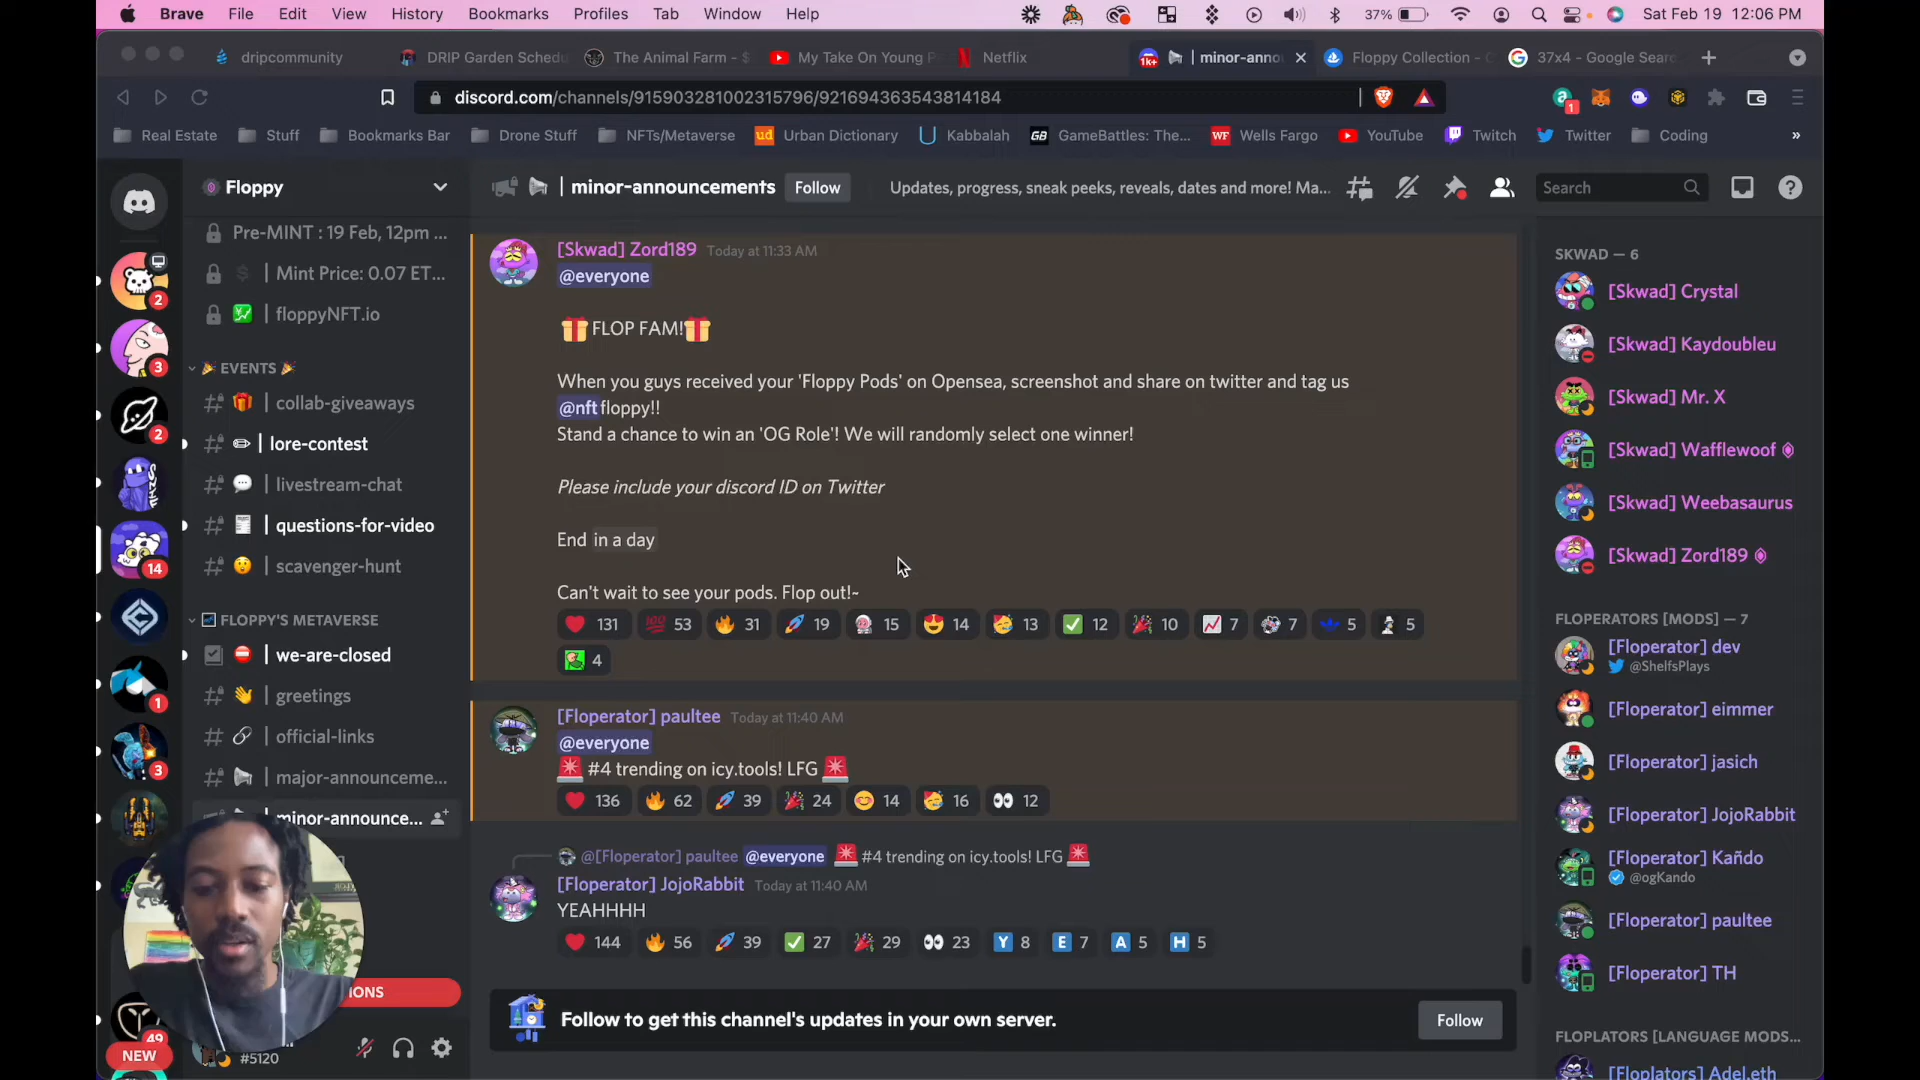 Brave File Edit View History Bookmarks Profiles Tab Window Help 37% Sat Feb 19 12:06 PM
dripcommunity DRIP Garden Schedu The Animal Farm - $ My Take On Young P Netflix 1k+ minor-anno Floppy Collection - 37x4 - Google Searc
discord.com/channels/915903281002315796/921694363543814184 1
Real Estate Stuff Bookmarks Bar Drone Stuff NFTs/Metaverse ud Urban Dictionary Kabbalah GB GameBattles: The... WF Wells Fargo YouTube Twitch Twitter Coding »
Floppy
Pre-MINT : 19 Feb, 12pm ...
$ | Mint Price: 0.07 ET...
| floppyNFT.io
EVENTS
| collab-giveaways
| lore-contest
| livestream-chat
| questions-for-video
| scavenger-hunt
FLOPPY'S METAVERSE
| we-are-closed
| greetings
| official-links
| major-announceme...
minor-announce...
2
3
2
14
1
3
49
NEW
IONS
#5120
| minor-announcements Follow Updates, progress, sneak peeks, reveals, dates and more! Ma... Search
[Skwad] Zord189 Today at 11:33 AM
@everyone
FLOP FAM!
When you guys received your 'Floppy Pods' on Opensea, screenshot and share on twitter and tag us
@nftfloppy!!
Stand a chance to win an 'OG Role'! We will randomly select one winner!
Please include your discord ID on Twitter
End in a day
Can't wait to see your pods. Flop out!~
131 100 53 31 19 15 14 13 12 10 7 7 5 5
4
[Floperator] paultee Today at 11:40 AM
@everyone
#4 trending on icy.tools! LFG
136 62 39 24 14 16 12
@[Floperator] paultee @everyone #4 trending on icy.tools! LFG
[Floperator] JojoRabbit Today at 11:40 AM
YEAHHHH
144 56 39 27 29 23 Y 8 E 7 A 5 H 5
Follow to get this channel's updates in your own server. Follow
SKWAD — 6
[Skwad] Crystal
[Skwad] Kaydoubleu
[Skwad] Mr. X
[Skwad] Wafflewoof
[Skwad] Weebasaurus
[Skwad] Zord189
FLOPERATORS [MODS] — 7
[Floperator] dev
@ShelfsPlays
[Floperator] eimmer
[Floperator] jasich
[Floperator] JojoRabbit
[Floperator] Kañdo
@ogKando
[Floperator] paultee
[Floperator] TH
FLOPLATORS [LANGUAGE MODS...
[Floplators] Adel.eth